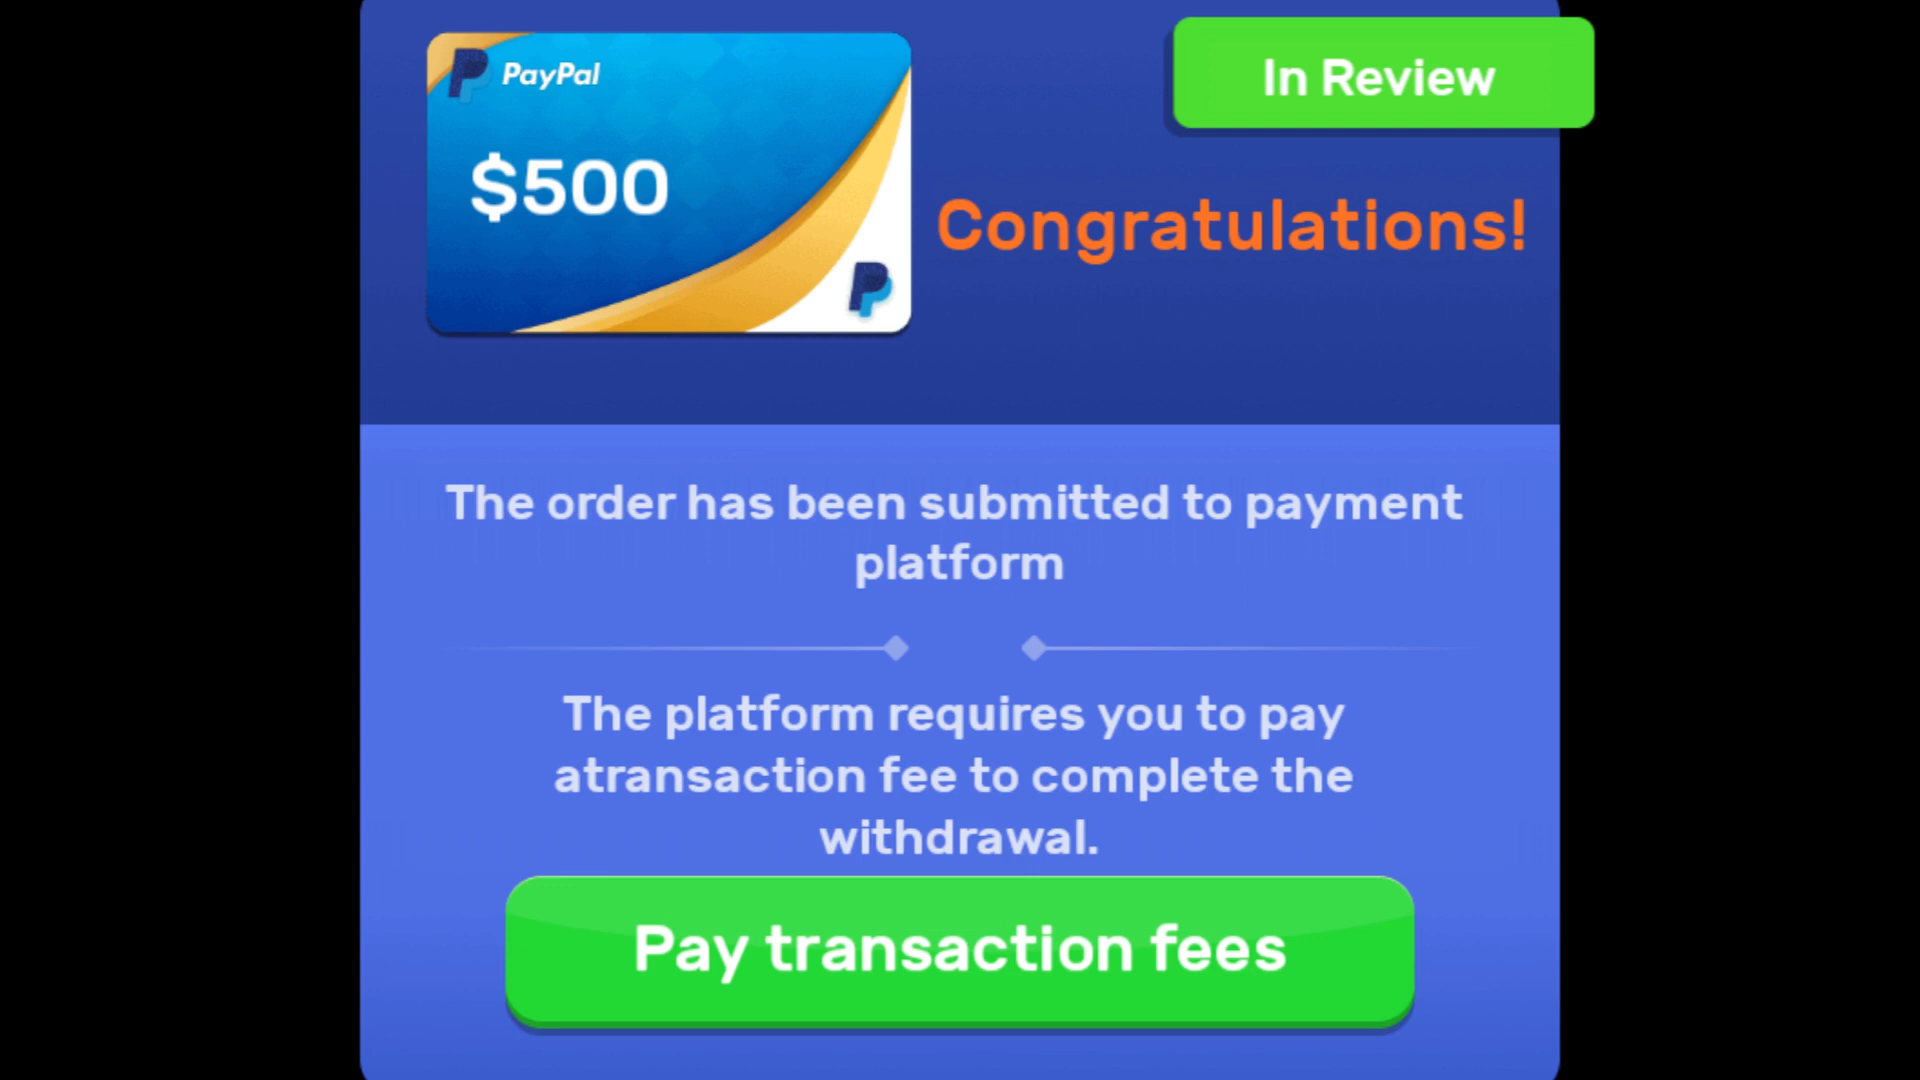 PayPal
$500
In Review
Congratulations!
The order has been submitted to payment
platform
The platform requires you to pay
atransaction fee to complete the
withdrawal.
Pay transaction fees